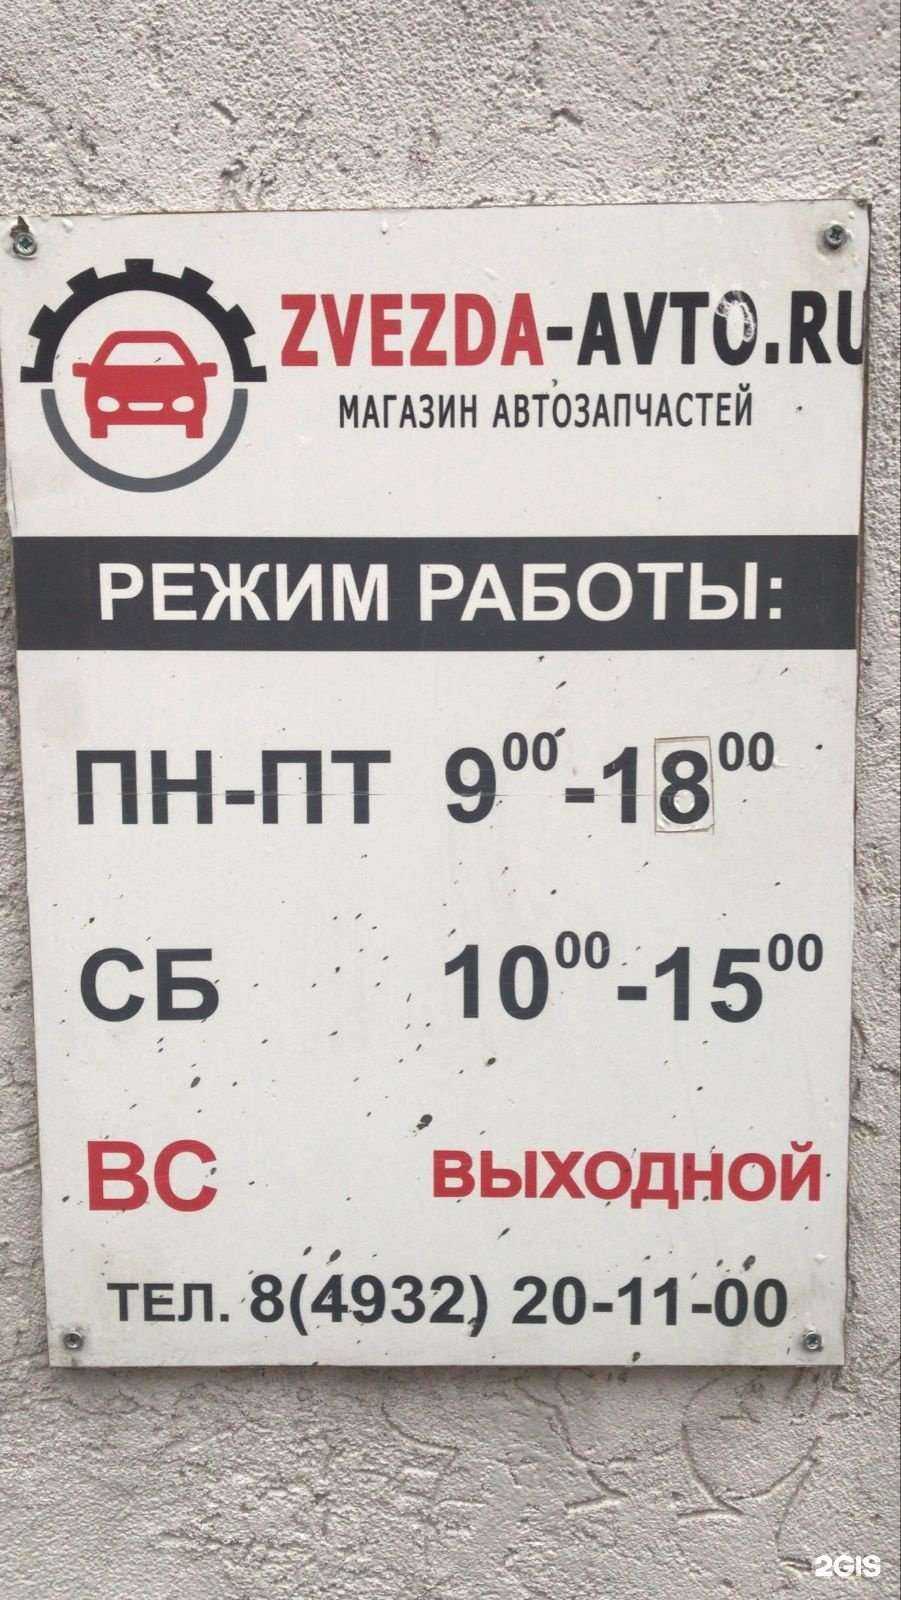 ZVEZDA-AVTO.RU
МАГАЗИН АВТОЗАПЧАСТЕЙ
РЕЖИМ РАБОТЫ:
ПН-ПТ 9⁰⁰-18⁰⁰
СБ 10⁰⁰-15⁰⁰
ВС ВЫХОДНОЙ
ТЕЛ. 8(4932) 20-11-00
2GIS